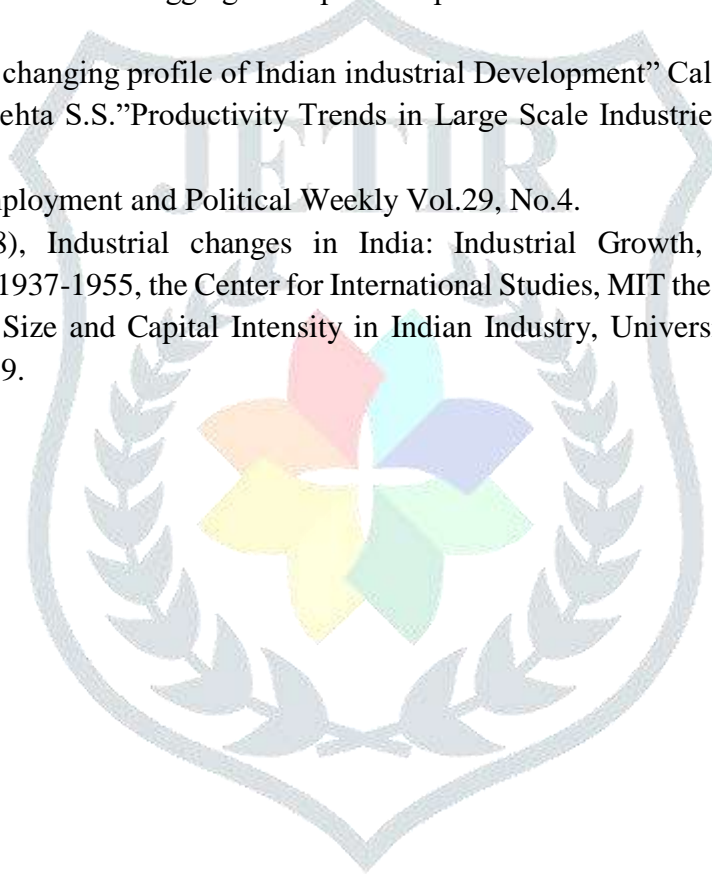 changing profile of Indian industrial Development” Cal
ehta S.S.”Productivity Trends in Large Scale Industrie
JETIR
ployment and Political Weekly Vol.29, No.4.
8), Industrial changes in India: Industrial Growth,
1937-1955, the Center for International Studies, MIT the
Size and Capital Intensity in Indian Industry, Univers
9.